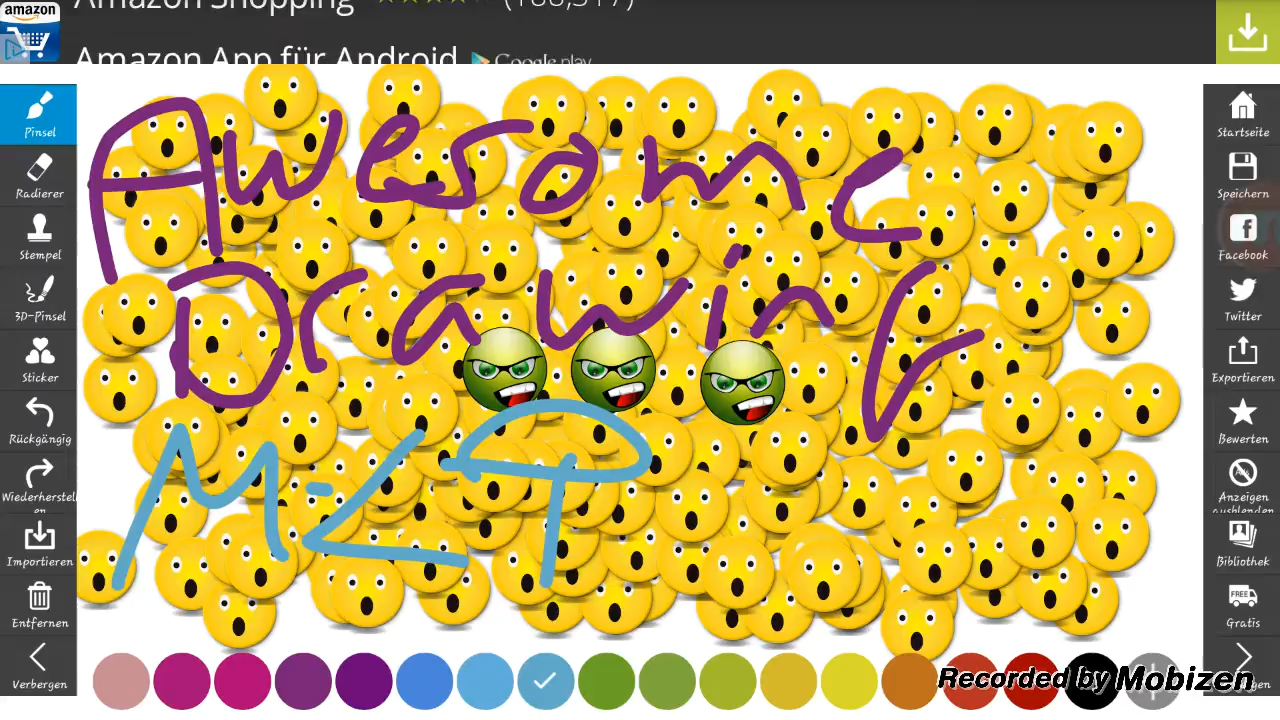 amazon
Amazon Shopping
Amazon App für Android Google play
Pinsel
Radierer
Stempel
3D-Pinsel
Sticker
Rückgängig
Wiederherstellen
Importieren
Entfernen
Verbergen
Awesome
Drawing
Startseite
Speichern
Facebook
Twitter
Exportieren
Bewerten
Anzeigen
ausblenden
Bibliothek
FREE
Gratis
Recorded by Mobizen